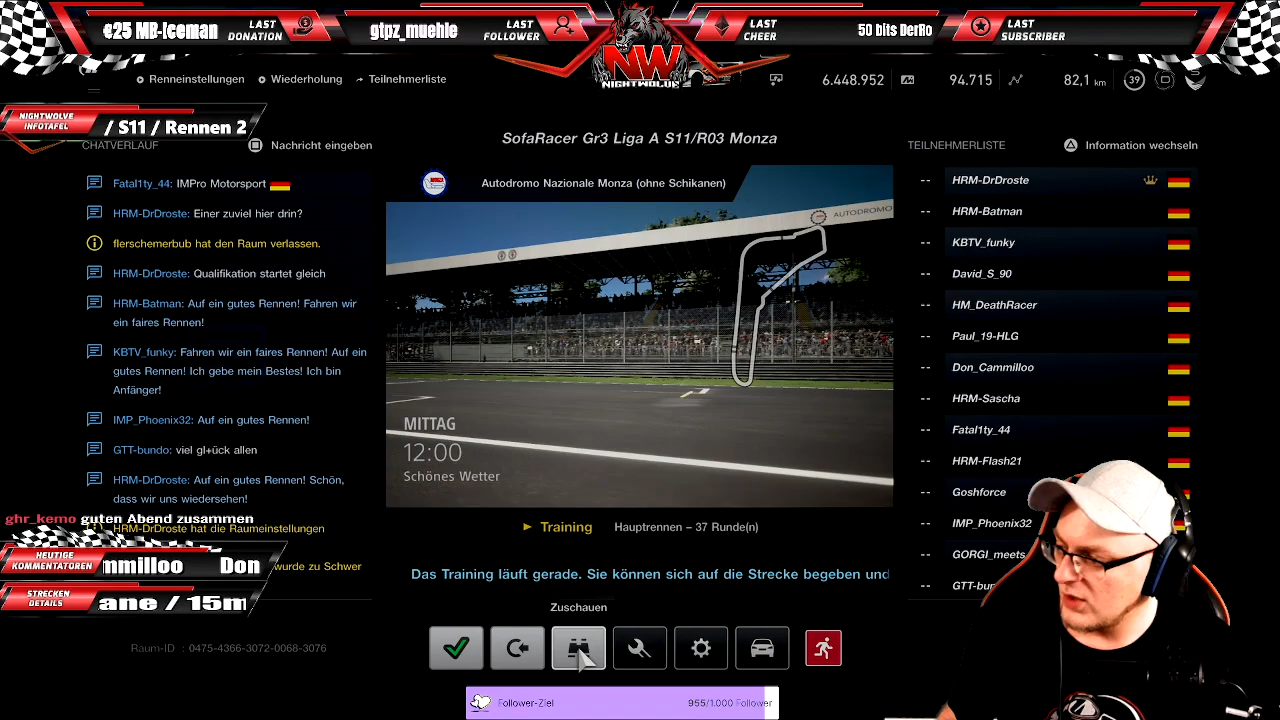 €25 MB-Iceman
LAST DONATION
gtpz_muehle
LAST FOLLOWER
NW
NIGHTWOLVE
LAST CHEER
50 bits DerRo
LAST SUBSCRIBER
Renneinstellungen
Wiederholung
Teilnehmerliste
6.448.952
94.715
82,1 km
39
NIGHTWOLVE INFOTAFEL
/ S11 / Rennen 2
CHATVERLAUF
Nachricht eingeben
SofaRacer Gr3 Liga A S11/R03 Monza
TEILNEHMERLISTE
Information wechseln
Fatal1ty_44: IMPro Motorsport
HRM-DrDroste: Einer zuviel hier drin?
flerschemerbub hat den Raum verlassen.
HRM-DrDroste: Qualifikation startet gleich
HRM-Batman: Auf ein gutes Rennen! Fahren wir
ein faires Rennen!
KBTV_funky: Fahren wir ein faires Rennen! Auf ein
gutes Rennen! Ich gebe mein Bestes! Ich bin
Anfänger!
IMP_Phoenix32: Auf ein gutes Rennen!
GTT-bundo: viel gl+ück allen
HRM-DrDroste: Auf ein gutes Rennen! Schön,
dass wir uns wiedersehen!
ghr_kemo guten Abend zusammen
HRM-DrDroste hat die Raumeinstellungen
wurde zu Schwer
HEUTIGE KOMMENTATOREN
mmilloo Don
STRECKEN DETAILS
ane / 15m
Raum-ID : 0475-4366-3072-0068-3076
Autodromo Nazionale Monza (ohne Schikanen)
AUTODROMO
MITTAG
12:00
Schönes Wetter
Training
Hauptrennen – 37 Runde(n)
Das Training läuft gerade. Sie können sich auf die Strecke begeben und
Zuschauen
Follower-Ziel
955/1.000 Follower
-- HRM-DrDroste
-- HRM-Batman
-- KBTV_funky
-- David_S_90
-- HM_DeathRacer
-- Paul_19-HLG
-- Don_Cammilloo
-- HRM-Sascha
-- Fatal1ty_44
-- HRM-Flash21
-- Goshforce
-- IMP_Phoenix32
-- GORGI_meets
-- GTT-bun